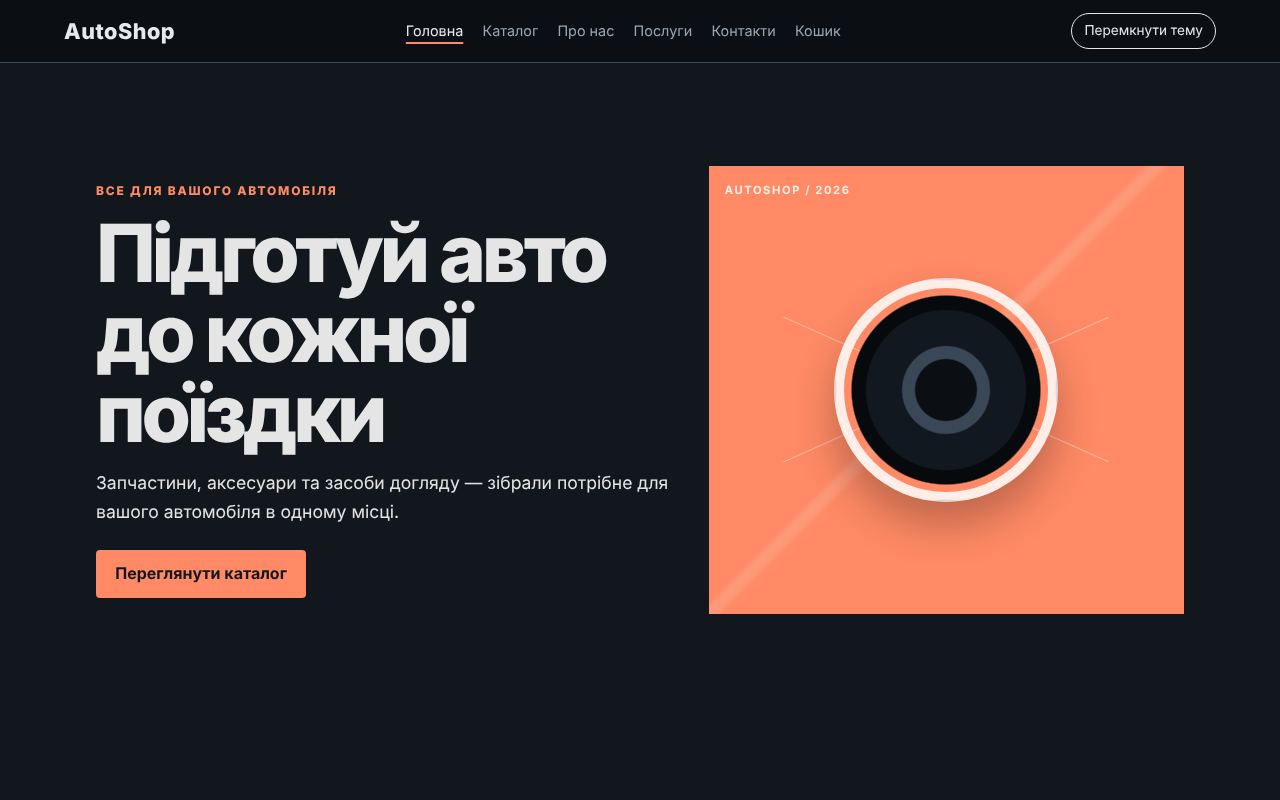 AutoShop
Головна
Каталог
Про нас
Послуги
Контакти
Кошик
Перемкнути тему
ВСЕ ДЛЯ ВАШОГО АВТОМОБІЛЯ
Підготуй авто
до кожної
поїздки
Запчастини, аксесуари та засоби догляду — зібрали потрібне для
вашого автомобіля в одному місці.
Переглянути каталог
AUTOSHOP / 2026